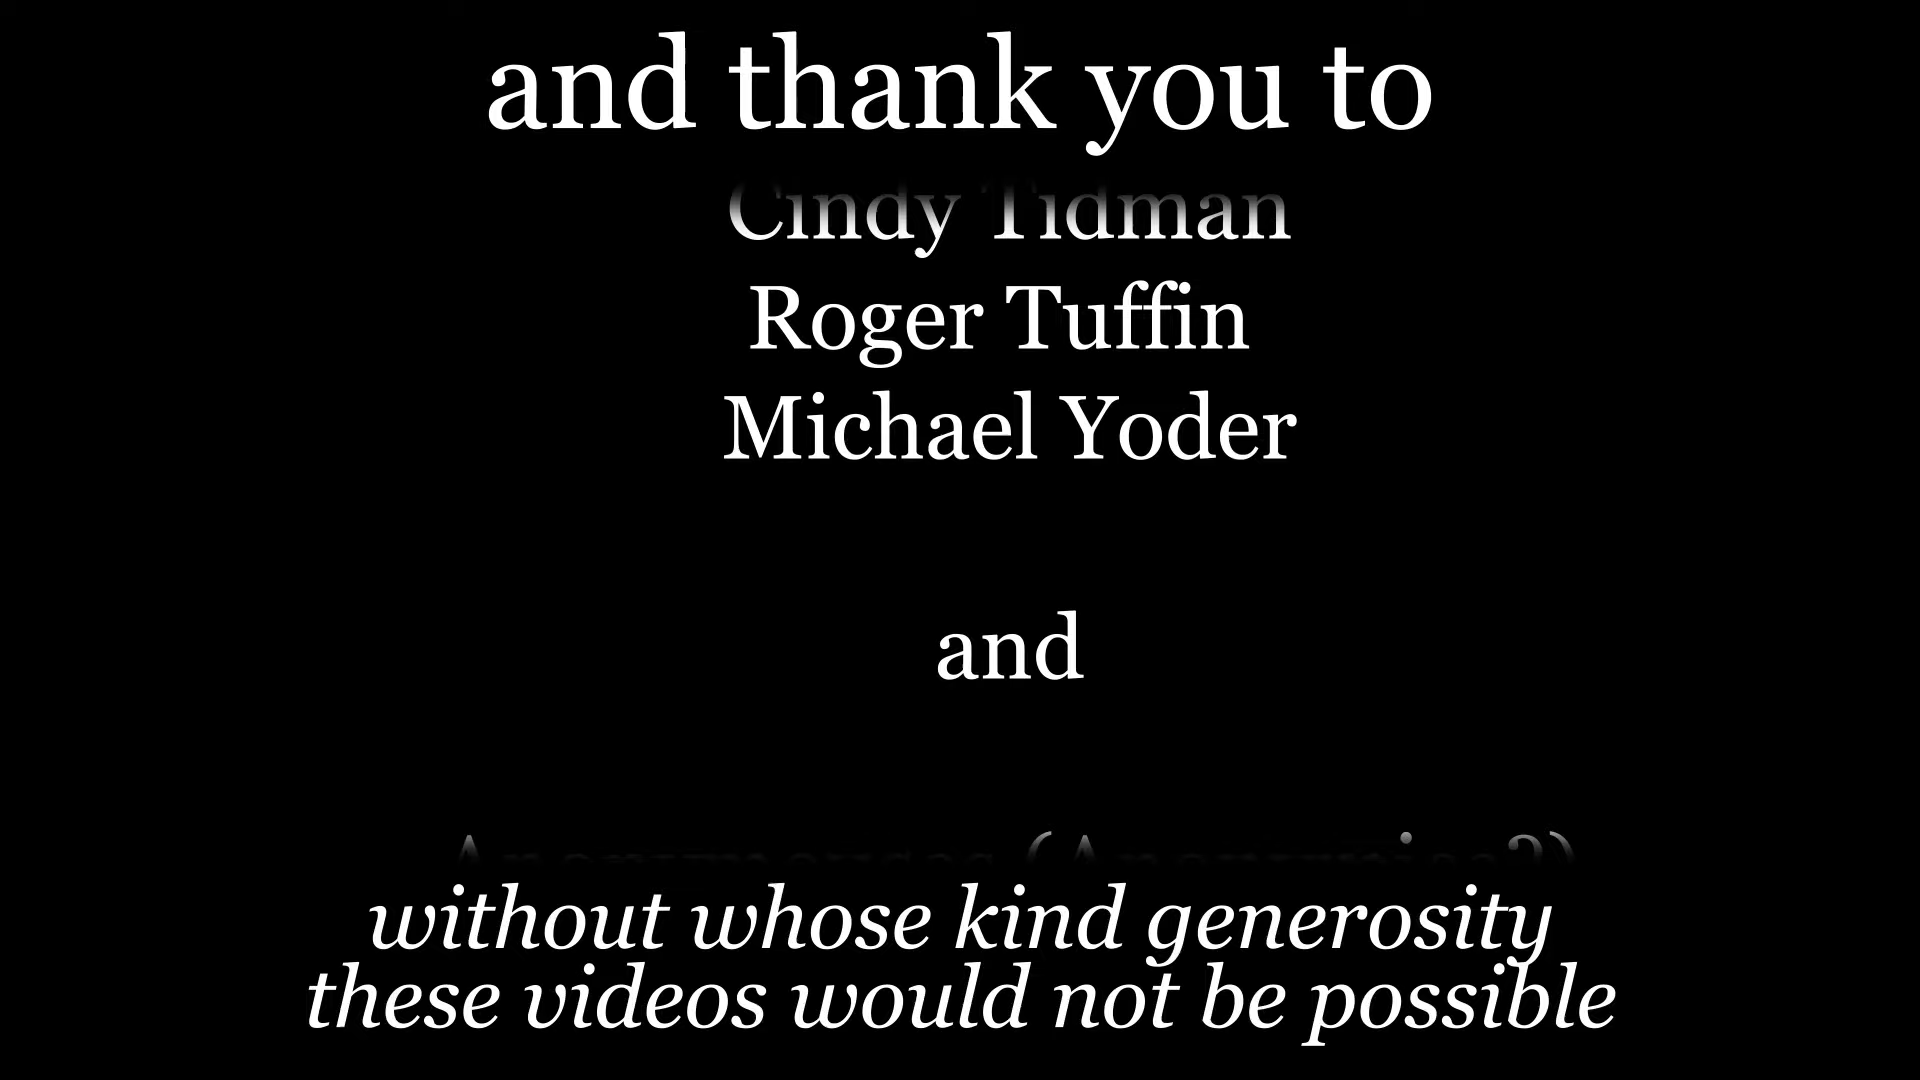 and thank you to
Cindy Tidman
Roger Tuffin
Michael Yoder
and
without whose kind generosity
these videos would not be possible